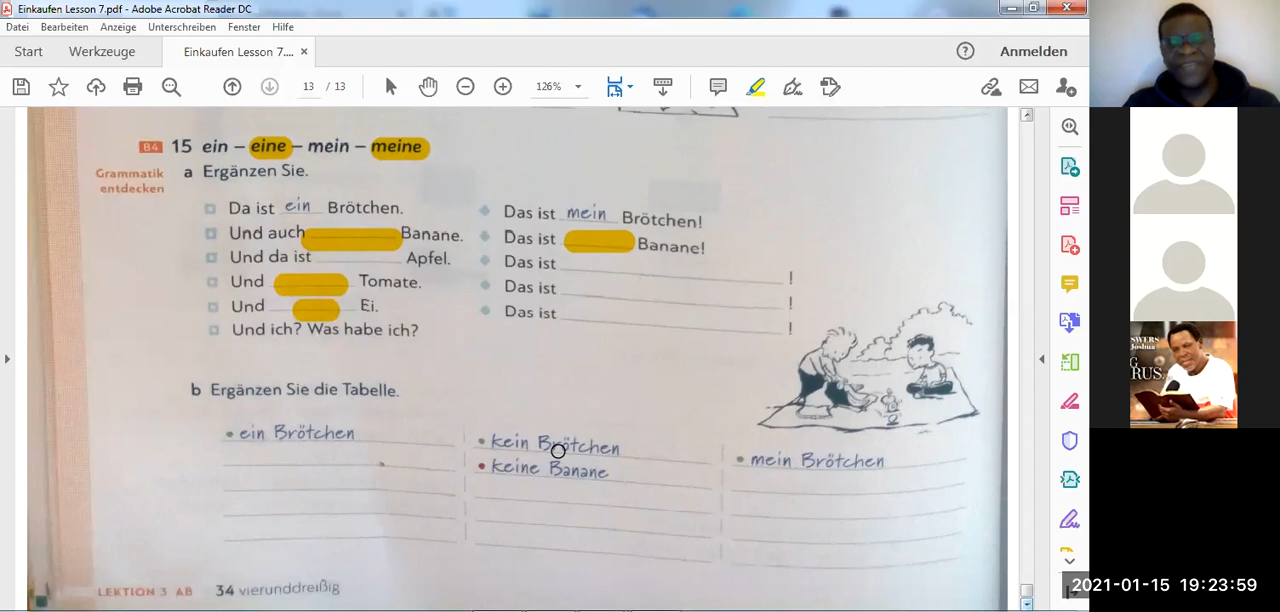 Einkaufen Lesson 7.pdf - Adobe Acrobat Reader DC
Datei Bearbeiten Anzeige Unterschreiben Fenster Hilfe
Start Werkzeuge Einkaufen Lesson 7.... × Anmelden
13 / 13 126%
B4 15 ein – eine – mein – meine
Grammatik entdecken
a Ergänzen Sie.
Da ist ein Brötchen. Das ist mein Brötchen!
Und auch Banane. Das ist Banane!
Und da ist Apfel. Das ist !
Und Tomate. Das ist !
Und Ei. Das ist !
Und ich? Was habe ich?
b Ergänzen Sie die Tabelle.
• ein Brötchen • kein Brötchen • mein Brötchen
• keine Banane
LEKTION 3 AB 34 vierunddreißig
2021-01-15 19:23:59